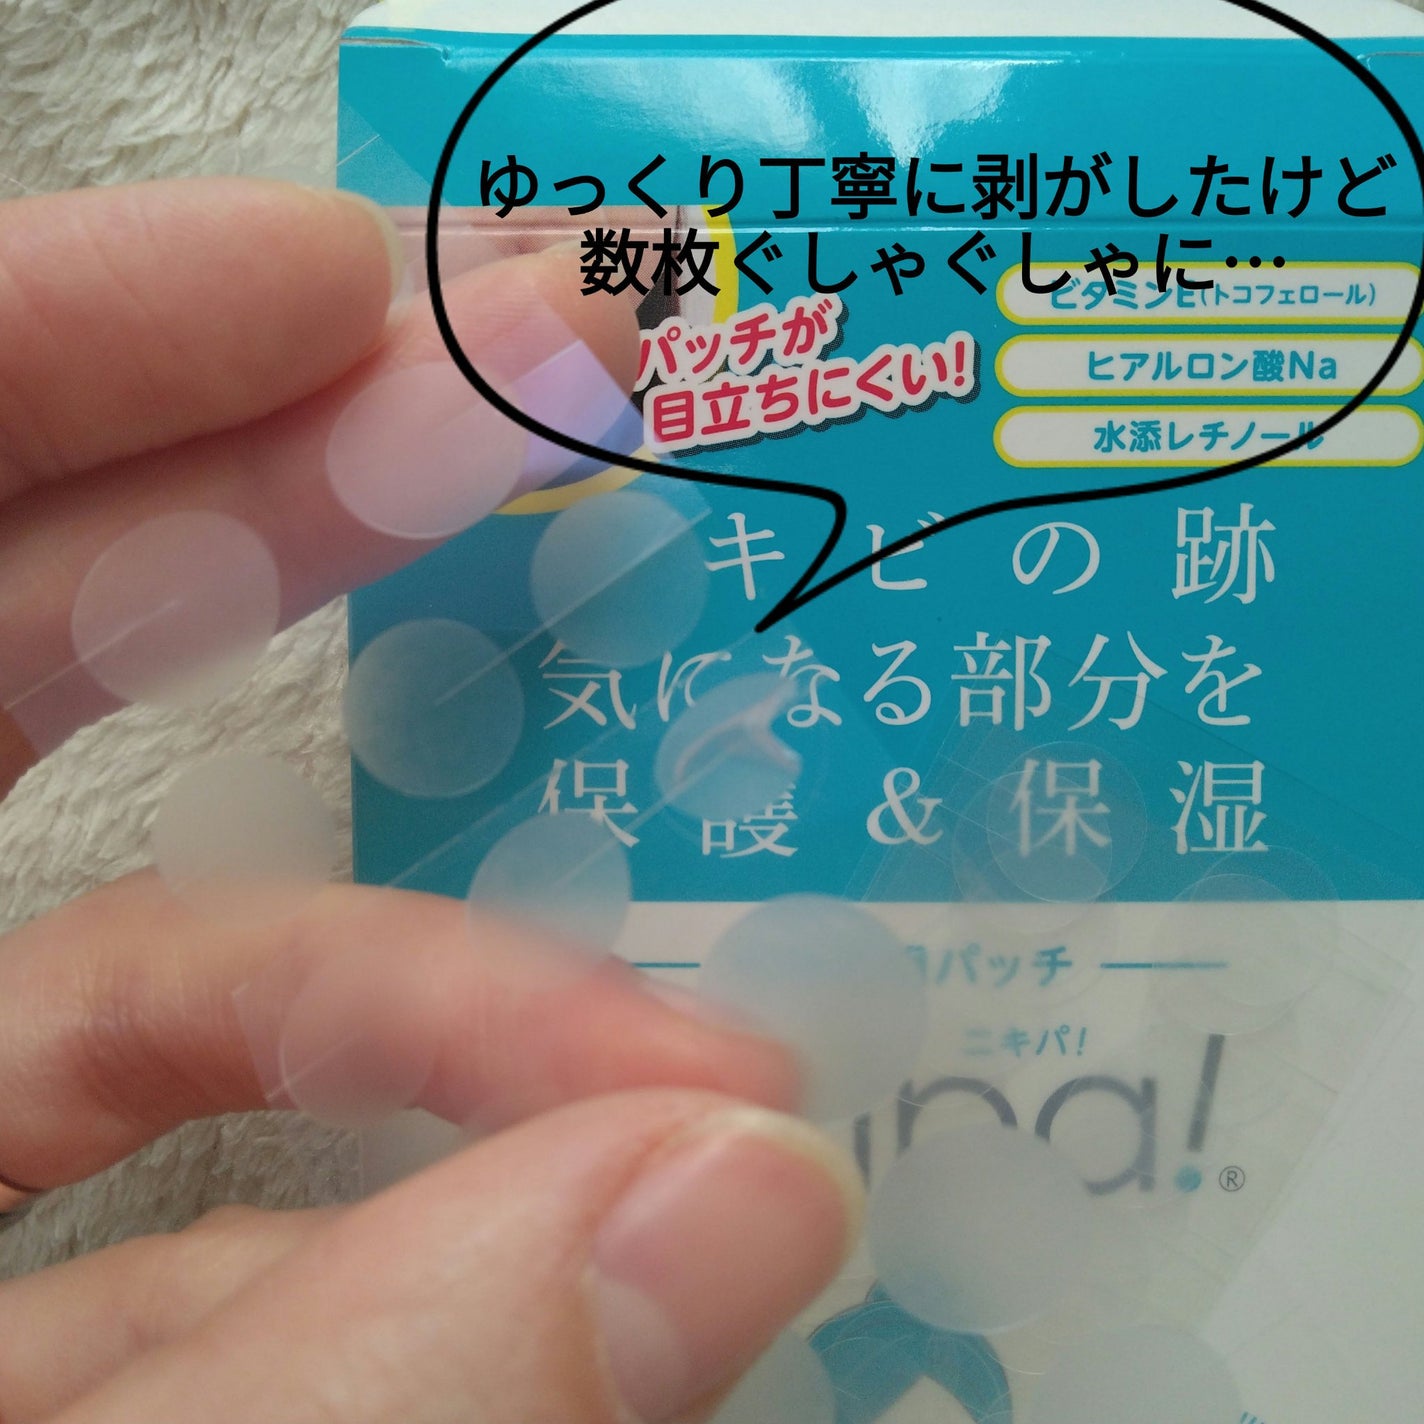 ゆっくり丁寧に剥がしたけど
数枚ぐしゃぐしゃに…
ビタミンE(トコフェロール)
ヒアルロン酸Na
水添レチノール
パッチが
目立ちにくい!
キビの跡
気になる部分を
保護&保湿
パッチ
ニキパ!
pa!®